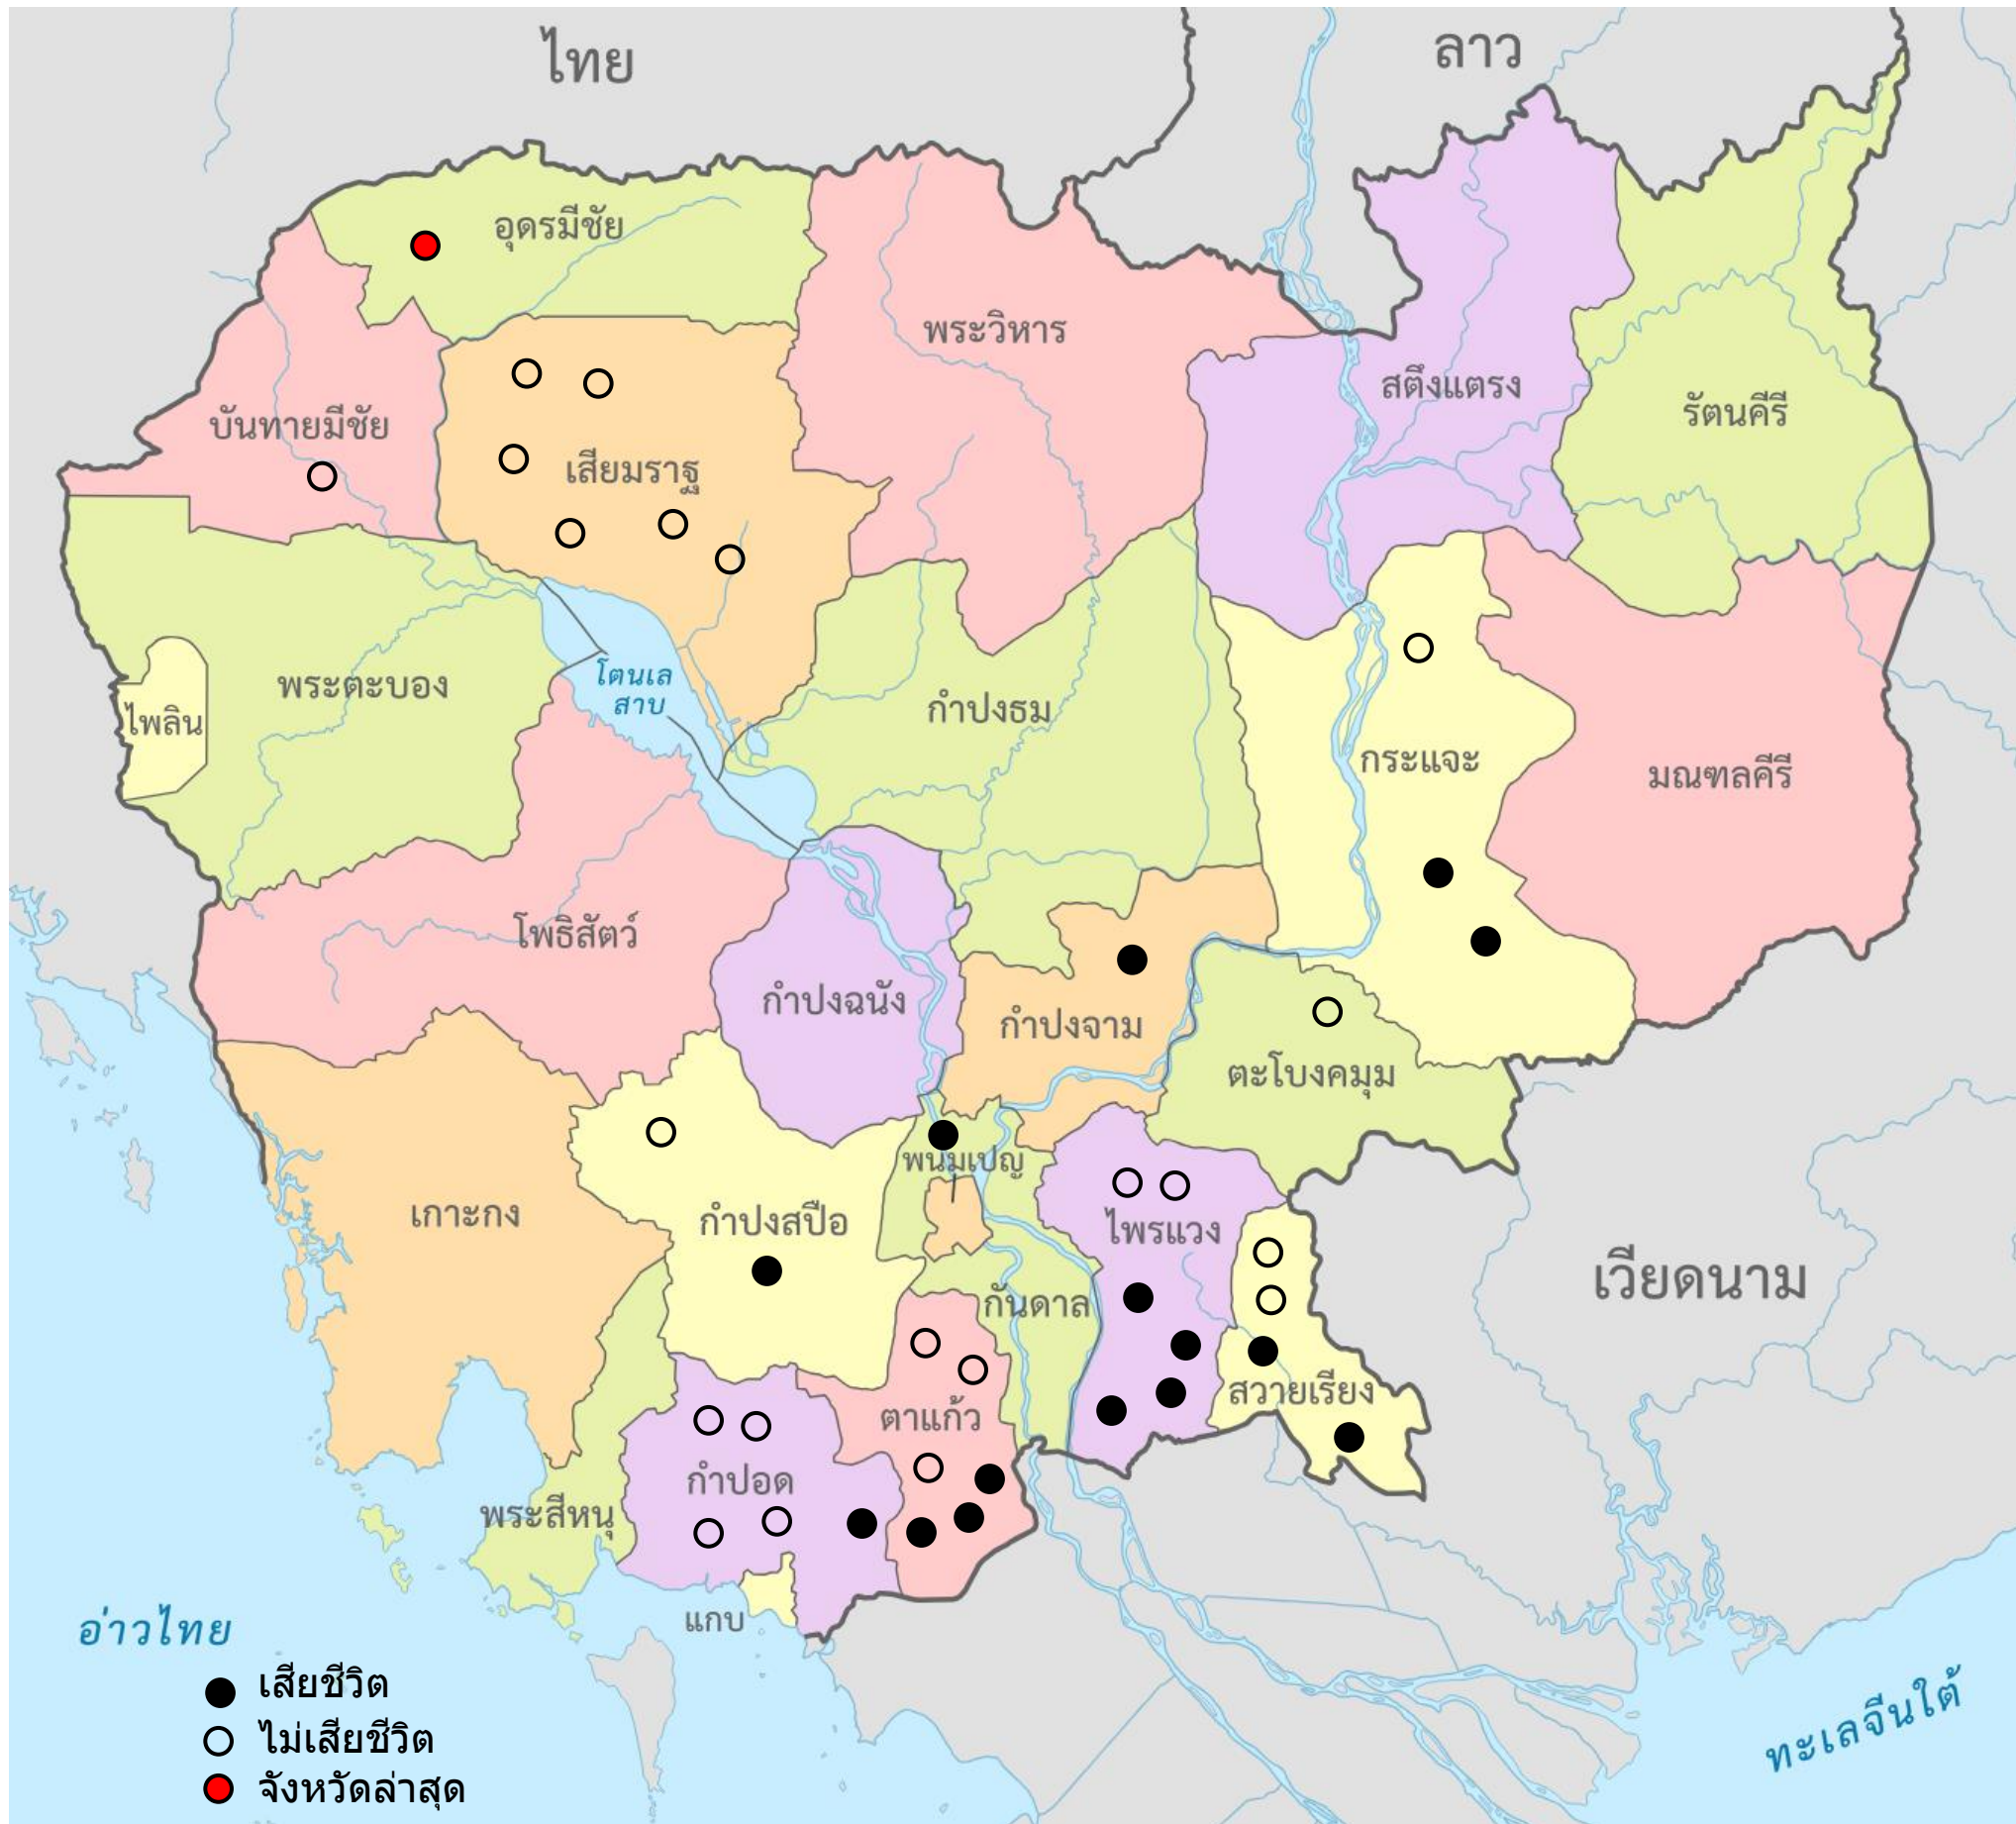 ไทย
ลาว
อุดรมีชัย
พระวิหาร
สตึงแตรง
รัตนคีรี
บันทายมีชัย
เสียมราฐ
พระตะบอง
ไพลิน
โตนเล
สาบ
กำปงธม
กระแจะ
มณฑลคีรี
โพธิสัตว์
กำปงฉนัง
กำปงจาม
ตะโบงคมุม
พนมเปญ
เกาะกง
กำปงสปือ
ไพรแวง
เวียดนาม
กันดาล
สวายเรียง
ตาแก้ว
กำปอด
พระสีหนุ
แกบ
อ่าวไทย
ทะเลจีนใต้
เสียชีวิต
ไม่เสียชีวิต
จังหวัดล่าสุด